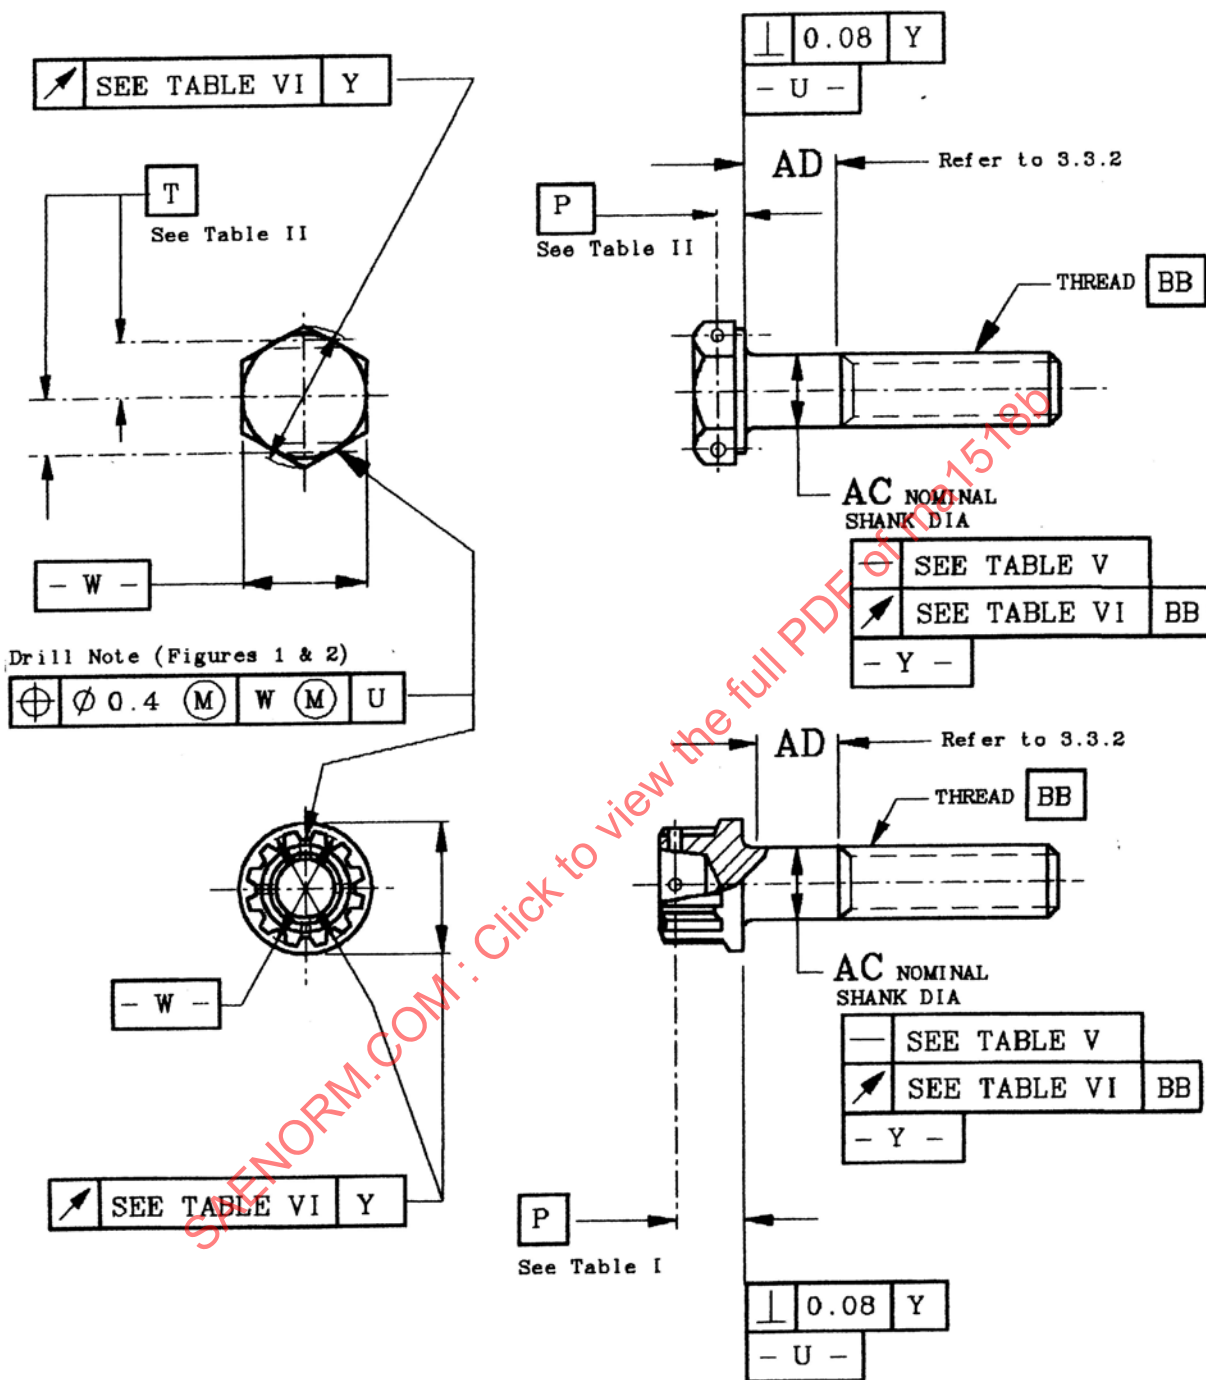 ⊥ 0.08 Y
- U -
↗ SEE TABLE VI Y
AD Refer to 3.3.2
T
See Table II
P
See Table II
THREAD BB
AC NOMINAL
SHANK DIA
— SEE TABLE V
↗ SEE TABLE VI BB
- Y -
- W -
Drill Note (Figures 1 & 2)
⌖ Ø 0.4 Ⓜ W Ⓜ U
AD Refer to 3.3.2
THREAD BB
AC NOMINAL
SHANK DIA
— SEE TABLE V
↗ SEE TABLE VI BB
- Y -
- W -
↗ SEE TABLE VI Y
P
See Table I
⊥ 0.08 Y
- U -
SAENORM.COM : Click to view the full PDF of ma1518b